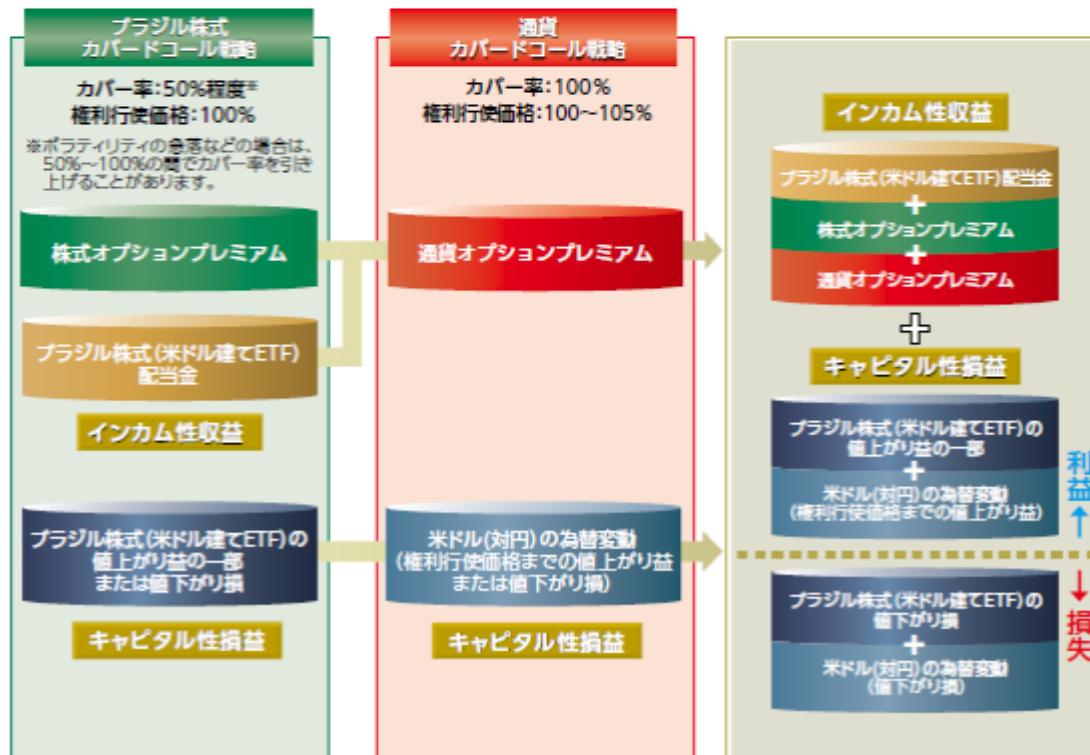 ブラジル株式
カバードコール戦略
カバー率:50%程度※
権利行使価格:100%
※ボラティリティの急落などの場合は、
50%~100%の間でカバー率を引き
上げることがあります。
株式オプションプレミアム
ブラジル株式(米ドル建てETF)
配当金
インカム性収益
ブラジル株式(米ドル建てETF)の
値上がり益の一部
または値下がり損
キャピタル性損益
通貨
カバードコール戦略
カバー率:100%
権利行使価格:100~105%
通貨オプションプレミアム
米ドル(対円)の為替変動
(権利行使価格までの値上がり益
または値下がり損)
キャピタル性損益
インカム性収益
ブラジル株式(米ドル建てETF)配当金
+
株式オプションプレミアム
+
通貨オプションプレミアム
+
キャピタル性損益
ブラジル株式(米ドル建てETF)の
値上がり益の一部
+
米ドル(対円)の為替変動
(権利行使価格までの値上がり益)
利益
↑
↓
損失
ブラジル株式(米ドル建てETF)の
値下がり損
+
米ドル(対円)の為替変動
(値下がり損)